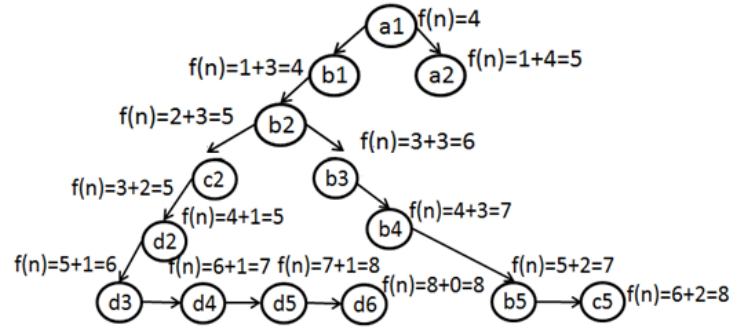 a1 f(n)=4
f(n)=1+3=4 b1 a2 f(n)=1+4=5
f(n)=2+3=5 b2
f(n)=3+3=6
c2 b3
f(n)=3+2=5
f(n)=4+1=5 b4 f(n)=4+3=7
d2
f(n)=5+1=6 f(n)=6+1=7 f(n)=7+1=8 f(n)=5+2=7
d3 d4 d5 d6 f(n)=8+0=8 b5 c5 f(n)=6+2=8